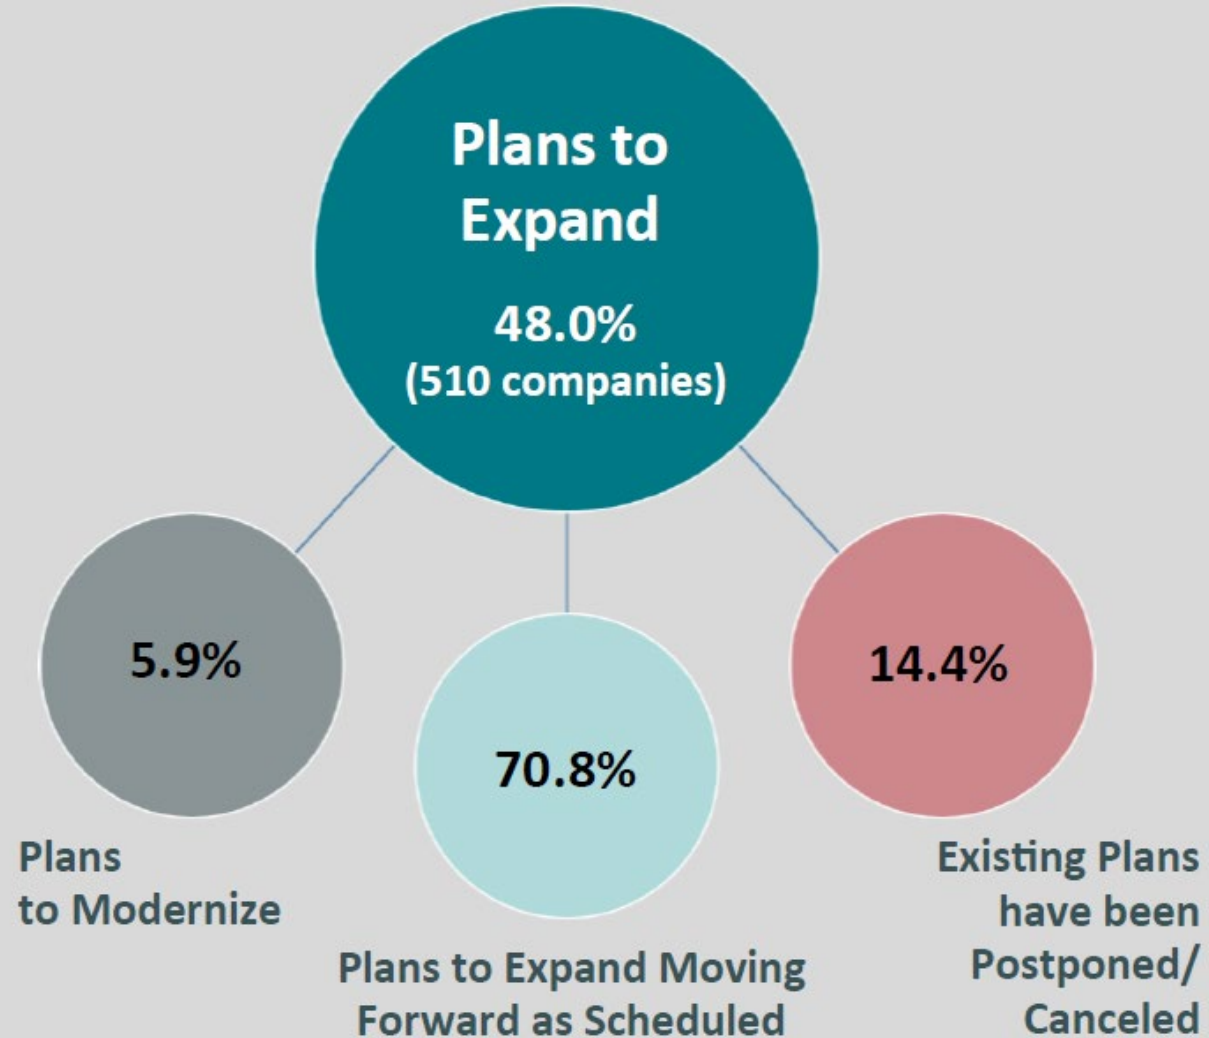 Plans to
Expand
48.0%
(510 companies)
5.9%
Plans
to Modernize
70.8%
Plans to Expand Moving
Forward as Scheduled
14.4%
Existing Plans
have been
Postponed/
Canceled